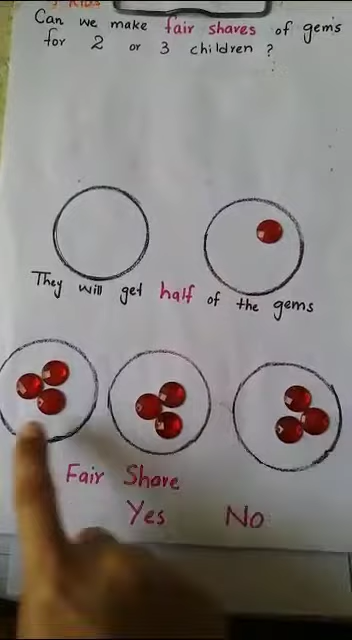 Can we make fair shares of gems
for 2 or 3 children ?
They will get half of the gems
Fair Share
Yes No